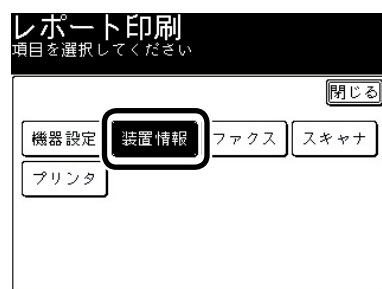 レポート印刷
項目を選択してください
閉じる
機器設定 装置情報 ファクス スキャナ
プリンタ